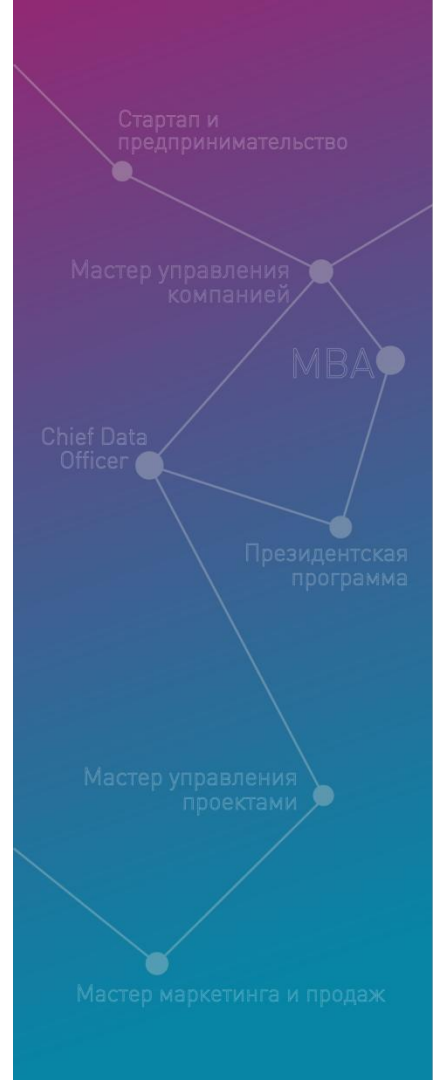 Стартап и
предпринимательство
Мастер управления
компанией
MBA
Chief Data
Officer
Президентская
программа
Мастер управления
проектами
Мастер маркетинга и продаж